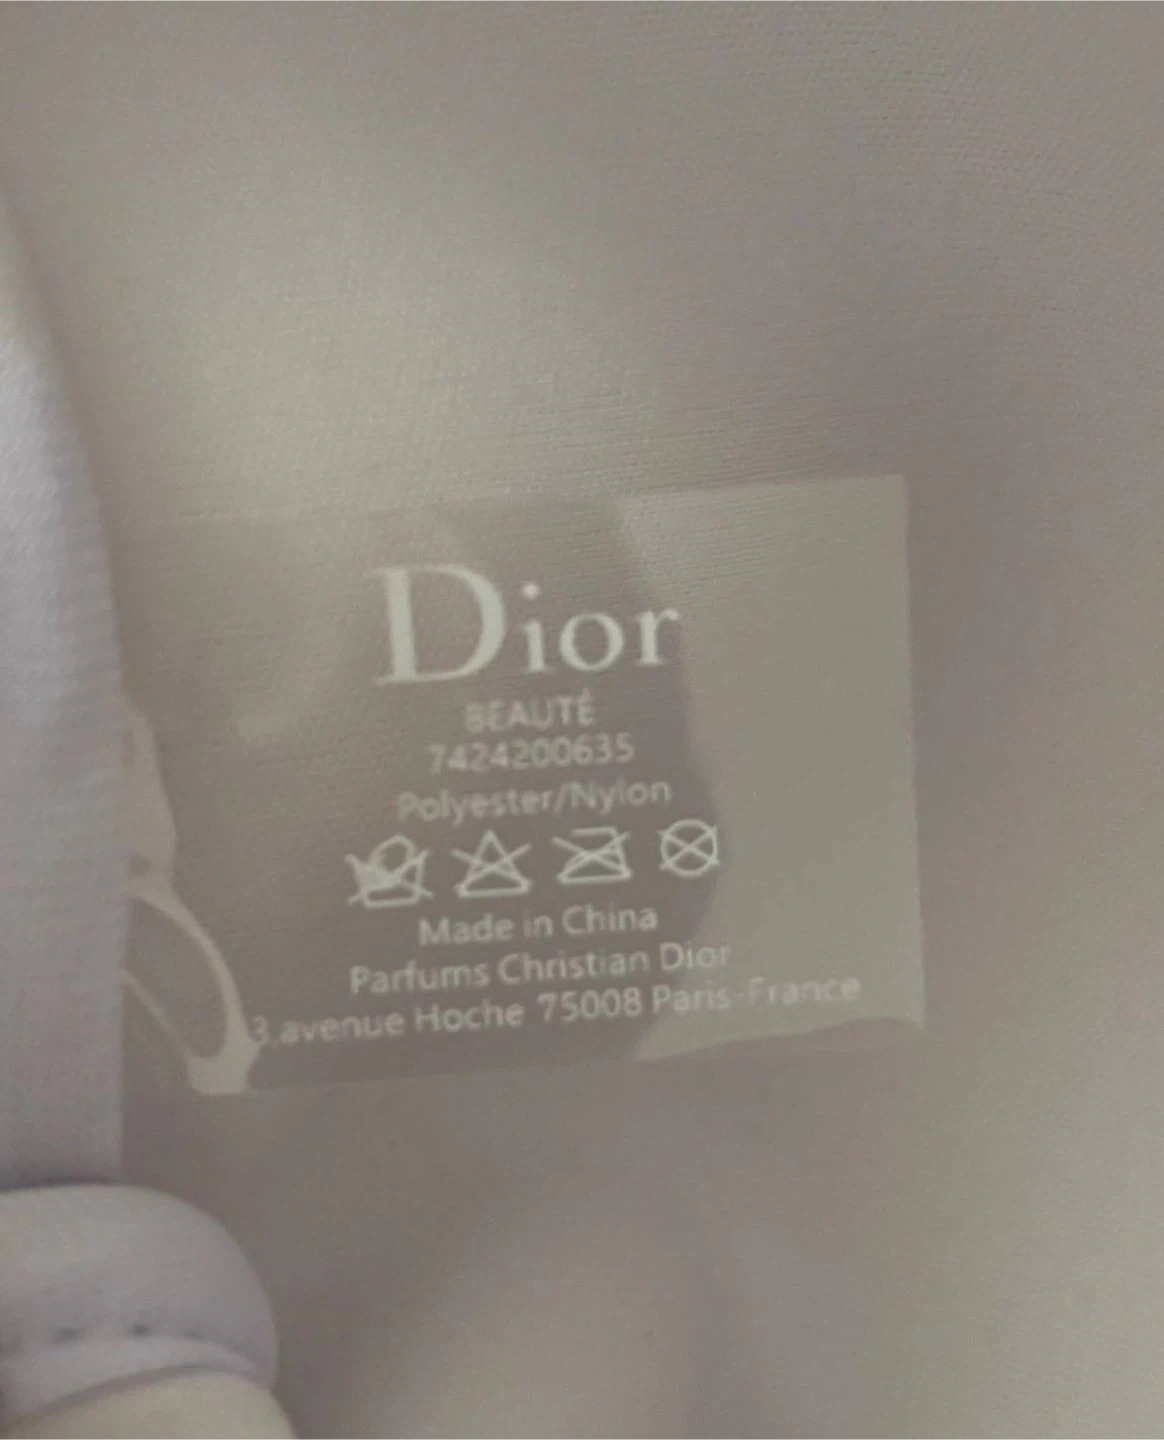 Dior
BEAUTÉ
7424200635
Polyester/Nylon
Made in China
Parfums Christian Dior
3,avenue Hoche 75008 Paris-France